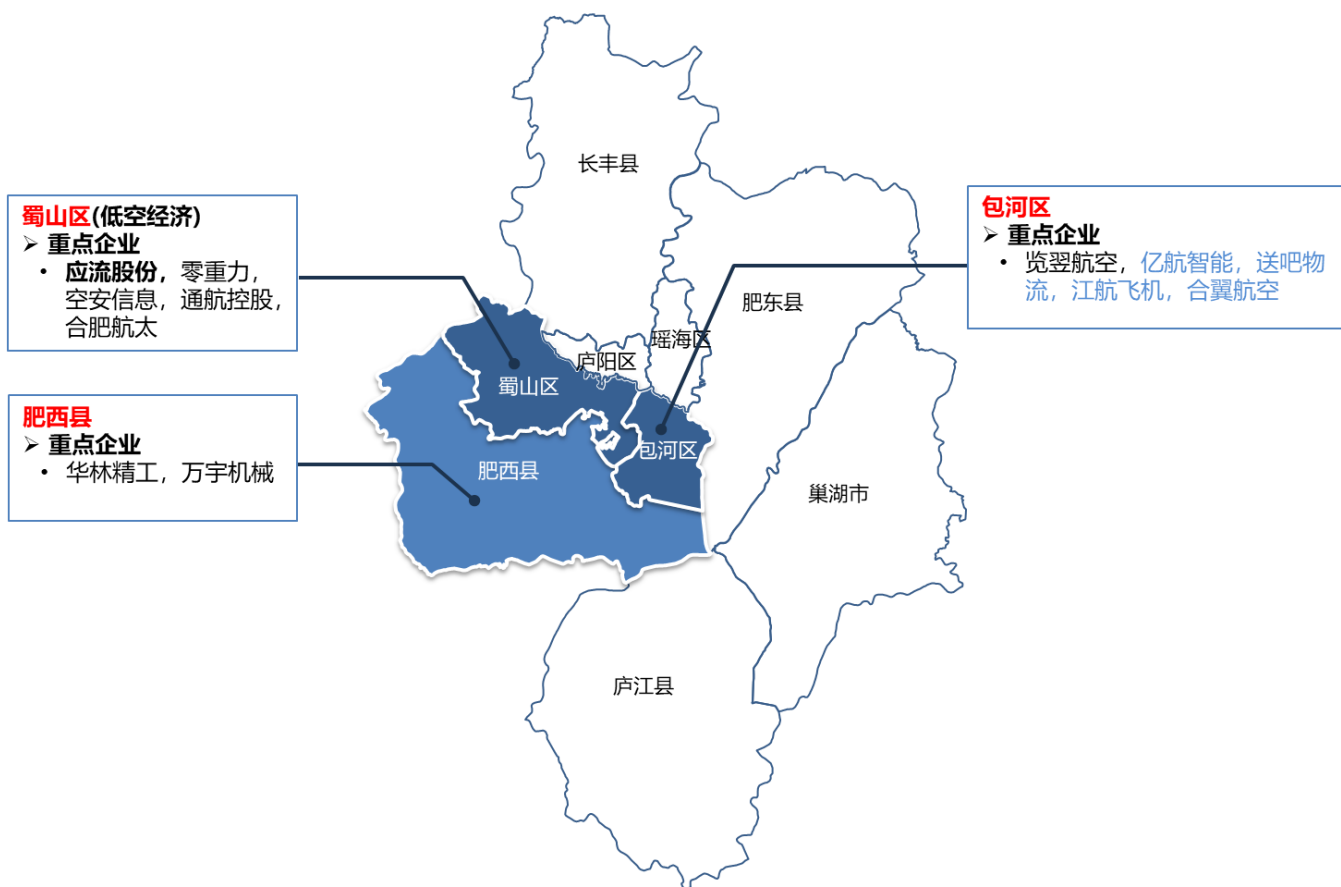 长丰县
蜀山区(低空经济)
➢ 重点企业
• 应流股份，零重力，
空安信息，通航控股，
合肥航太
包河区
➢ 重点企业
• 览翌航空，亿航智能，送吧物
流，江航飞机，合翼航空
肥东县
瑶海区
庐阳区
蜀山区
包河区
肥西县
➢ 重点企业
• 华林精工，万宇机械
肥西县
巢湖市
庐江县